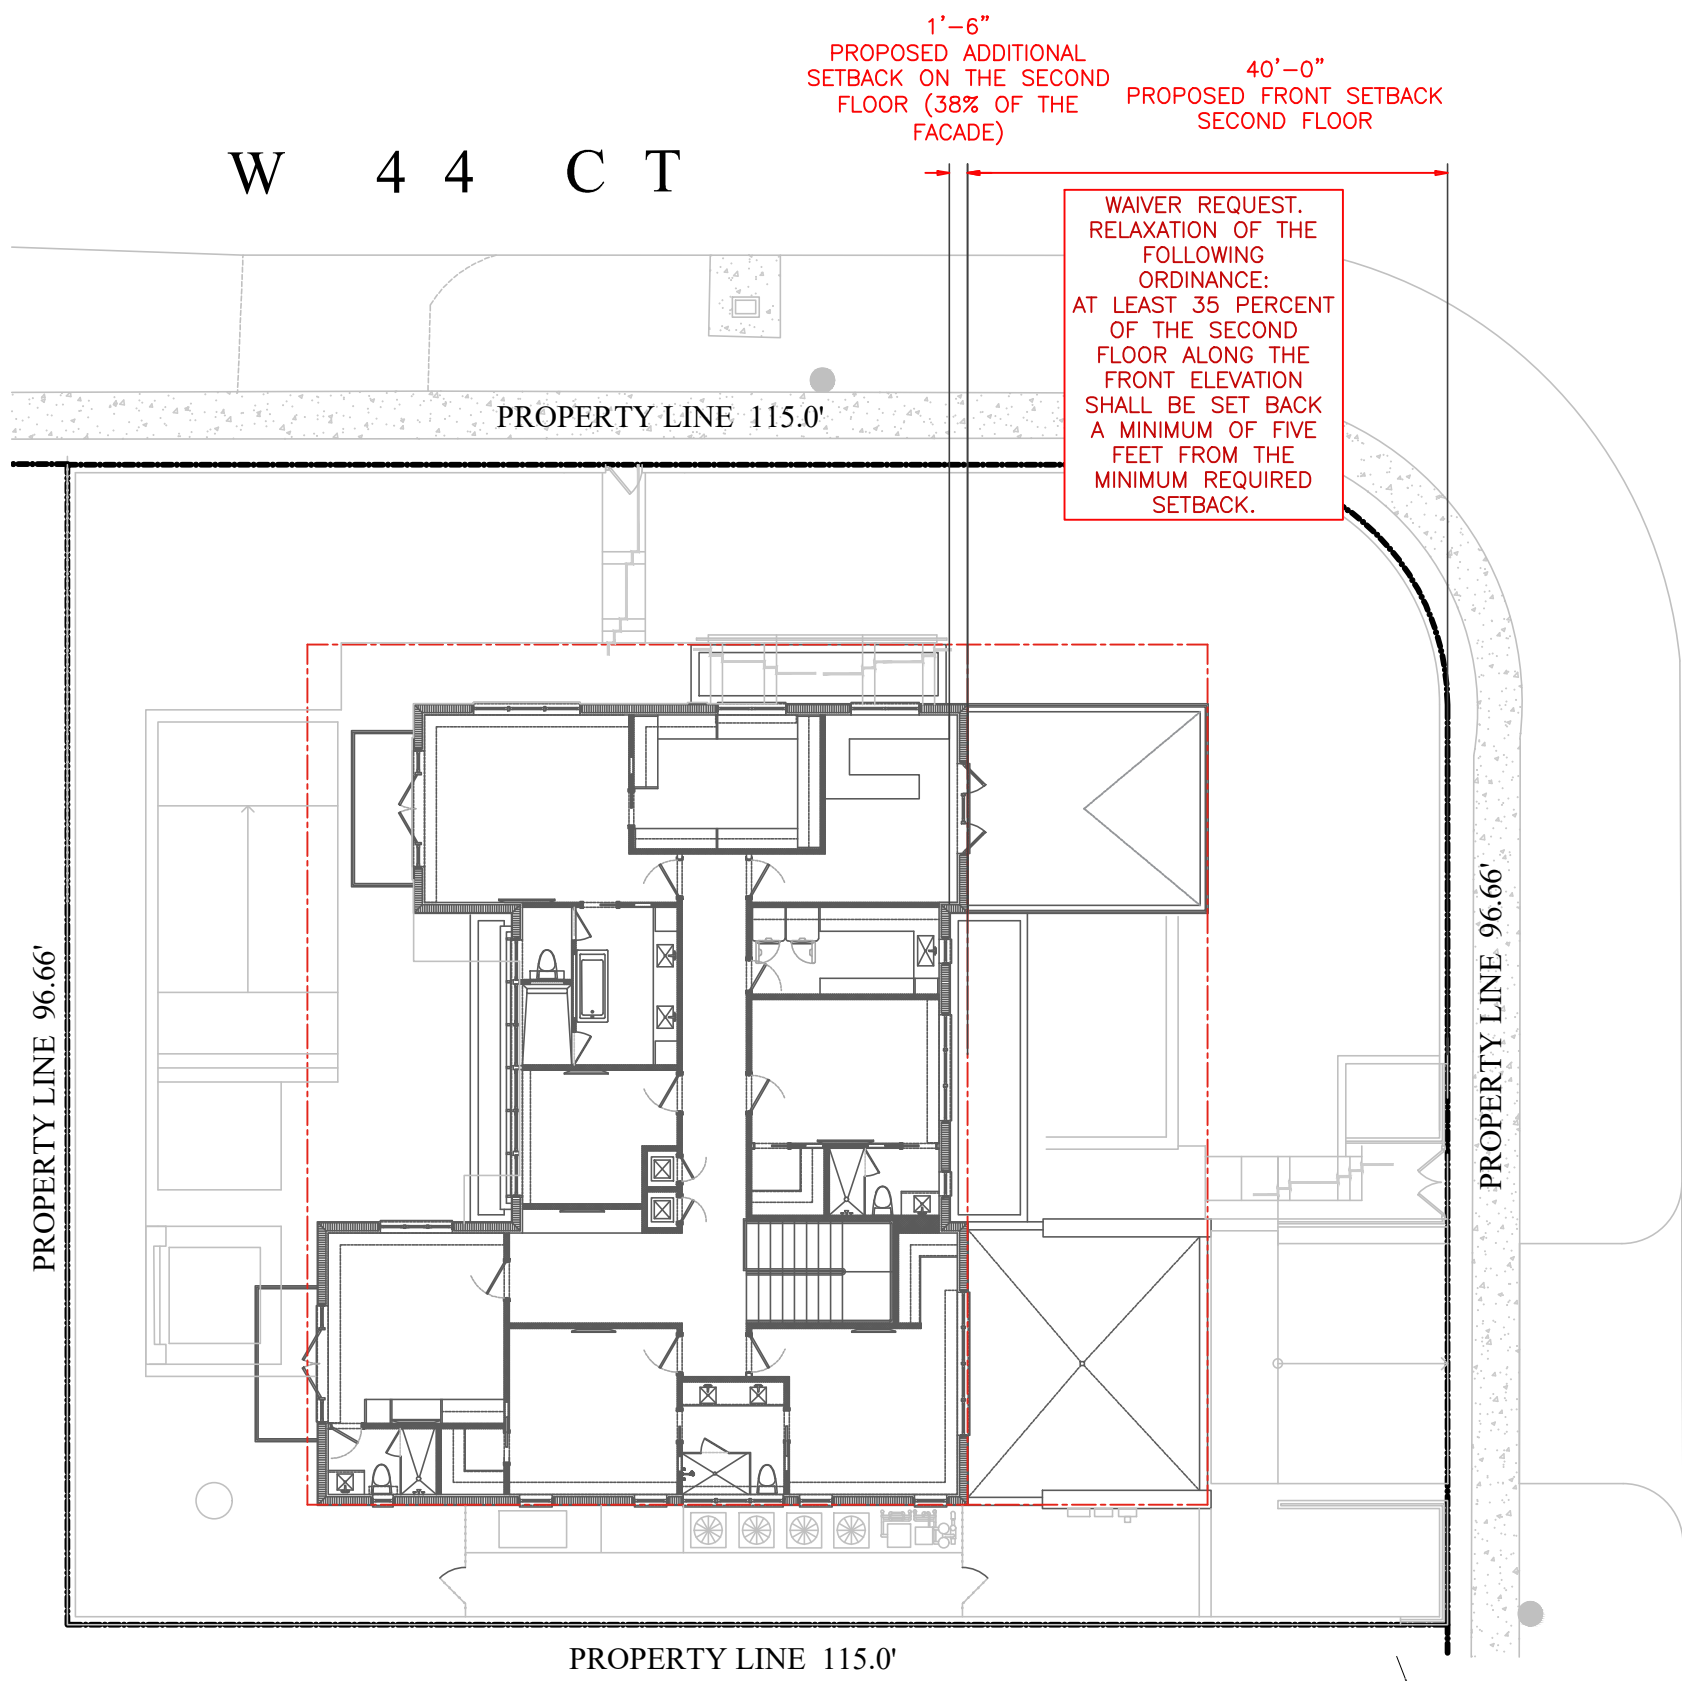 1’–6”
PROPOSED ADDITIONAL
SETBACK ON THE SECOND
FLOOR (38% OF THE
FACADE)
40’–0”
PROPOSED FRONT SETBACK
SECOND FLOOR
W 44 CT
WAIVER REQUEST.
RELAXATION OF THE
FOLLOWING
ORDINANCE:
AT LEAST 35 PERCENT
OF THE SECOND
FLOOR ALONG THE
FRONT ELEVATION
SHALL BE SET BACK
A MINIMUM OF FIVE
FEET FROM THE
MINIMUM REQUIRED
SETBACK.
PROPERTY LINE 115.0'
PROPERTY LINE 96.66'
PROPERTY LINE 96.66'
PROPERTY LINE 115.0'